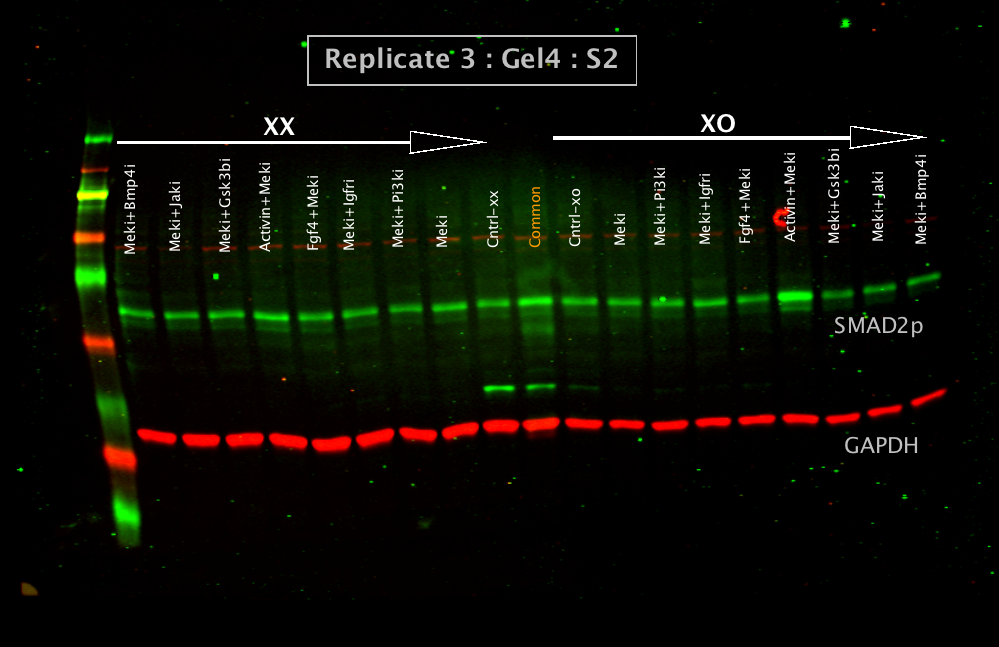 Replicate 3 : Gel4 : S2
XX
XO
Meki+Bmp4i
Meki+Jaki
Meki+Gsk3bi
Activin+Meki
Fgf4+Meki
Meki+Igfri
Meki+Pi3ki
Meki
Cntrl-xx
Common
Cntrl-xo
Meki
Meki+Pi3ki
Meki+Igfri
Fgf4+Meki
Activin+Meki
Meki+Gsk3bi
Meki+Jaki
Meki+Bmp4i
SMAD2p
GAPDH